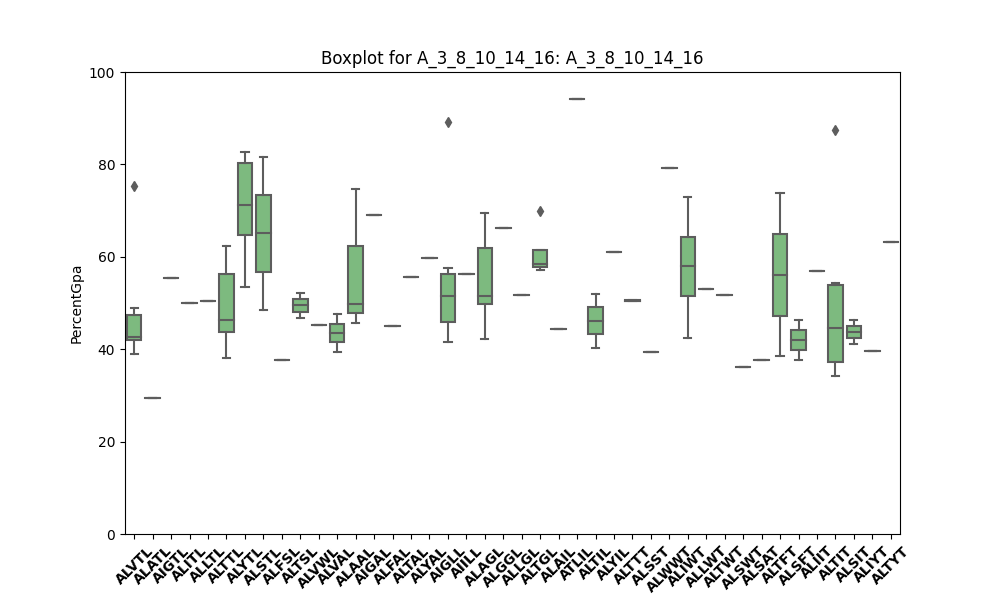 Boxplot for A_3_8_10_14_16: A_3_8_10_14_16
PercentGpa
100
80
60
40
20
0
ALVTL
ALATL
AIGTL
ALITL
ALLTL
ALTTL
ALYTL
ALSTL
ALFSL
ALTSL
ALVWL
ALVAL
ALAAL
AIGAL
ALFAL
ALTAL
ALYAL
AIGLL
AIILL
ALAGL
ALGGL
ALLGL
ALTGL
ALAIL
ATLIL
ALTIL
ALYIL
ALTTT
ALSST
ALWWT
ALIWT
ALLWT
ALTWT
ALSWT
ALSAT
ALTFT
ALSFT
ALIIT
ALTIT
ALSIT
ALIYT
ALTYT